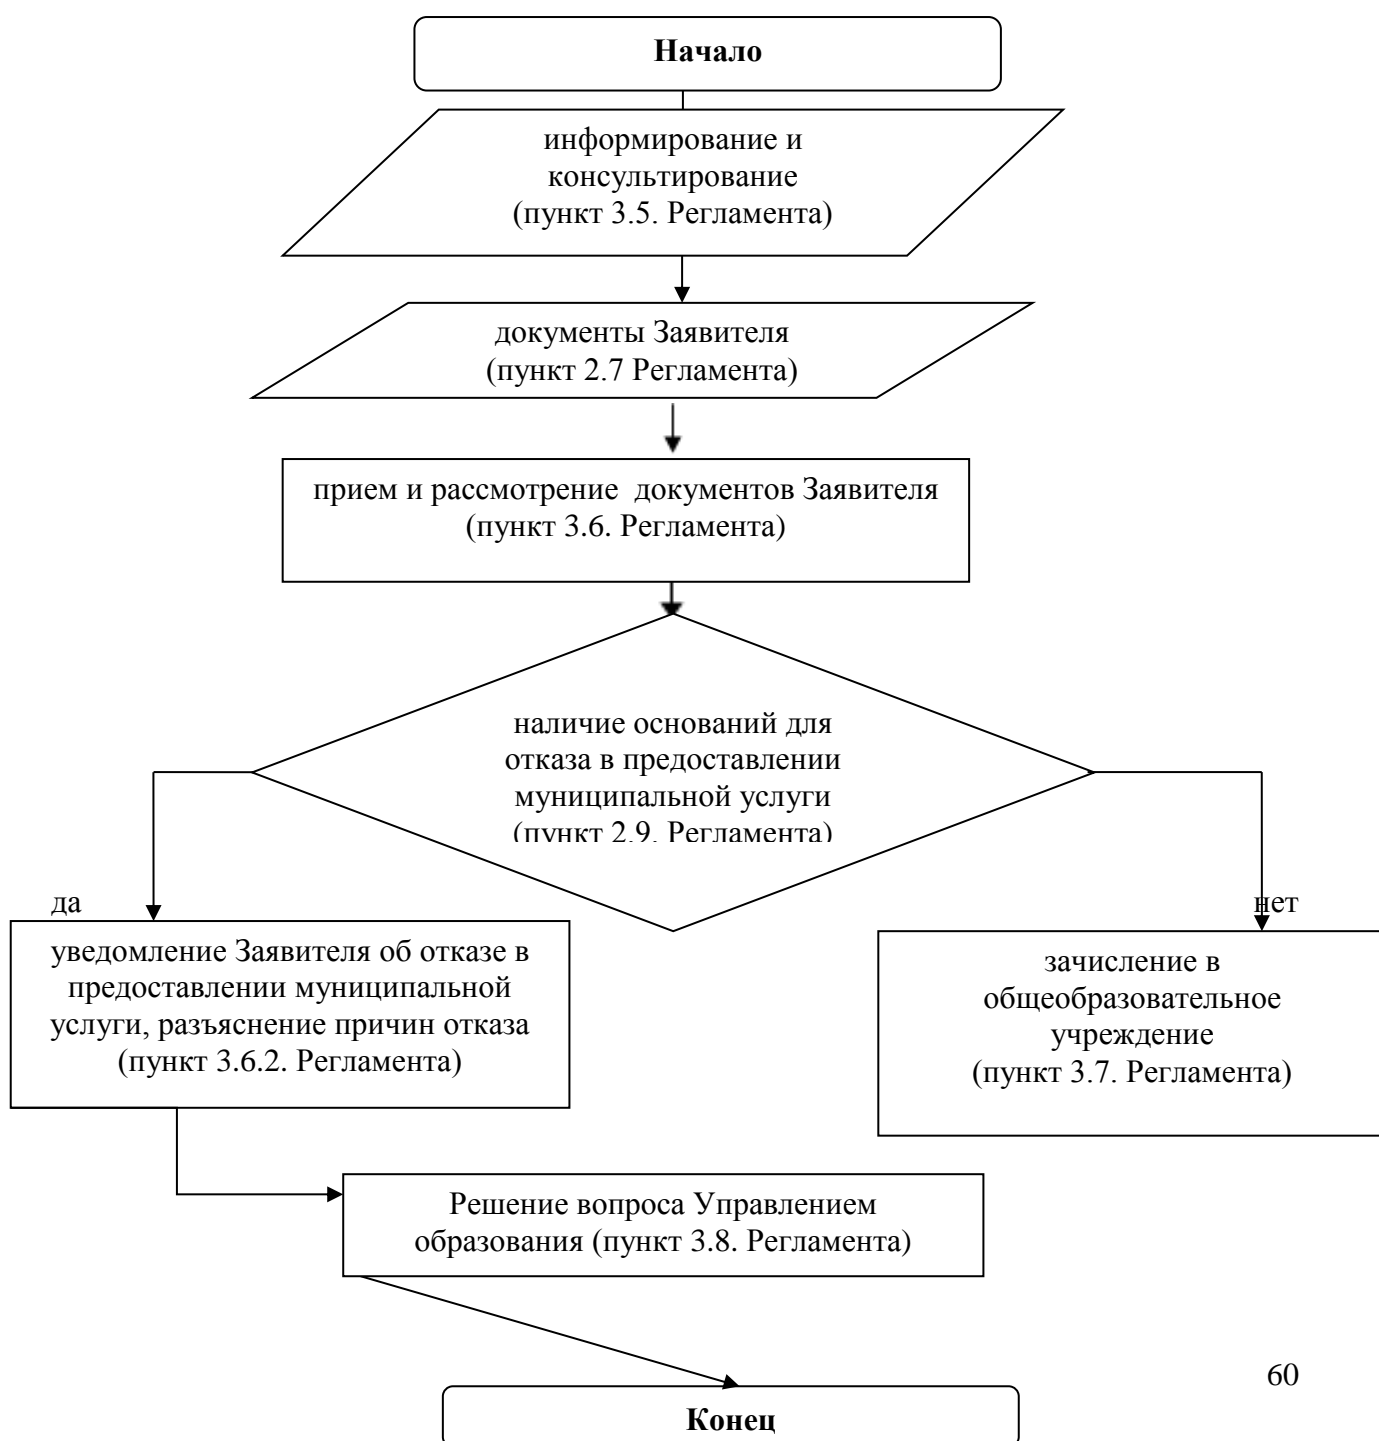 Начало
информирование и
консультирование
(пункт 3.5. Регламента)
документы Заявителя
(пункт 2.7 Регламента)
прием и рассмотрение  документов Заявителя
(пункт 3.6. Регламента)
наличие оснований для
отказа в предоставлении
муниципальной услуги
(пункт 2.9. Регламента)
да
нет
уведомление Заявителя об отказе в
предоставлении муниципальной
услуги, разъяснение причин отказа
(пункт 3.6.2. Регламента)
зачисление в
общеобразовательное
учреждение
(пункт 3.7. Регламента)
Решение вопроса Управлением
образования (пункт 3.8. Регламента)
60
Конец